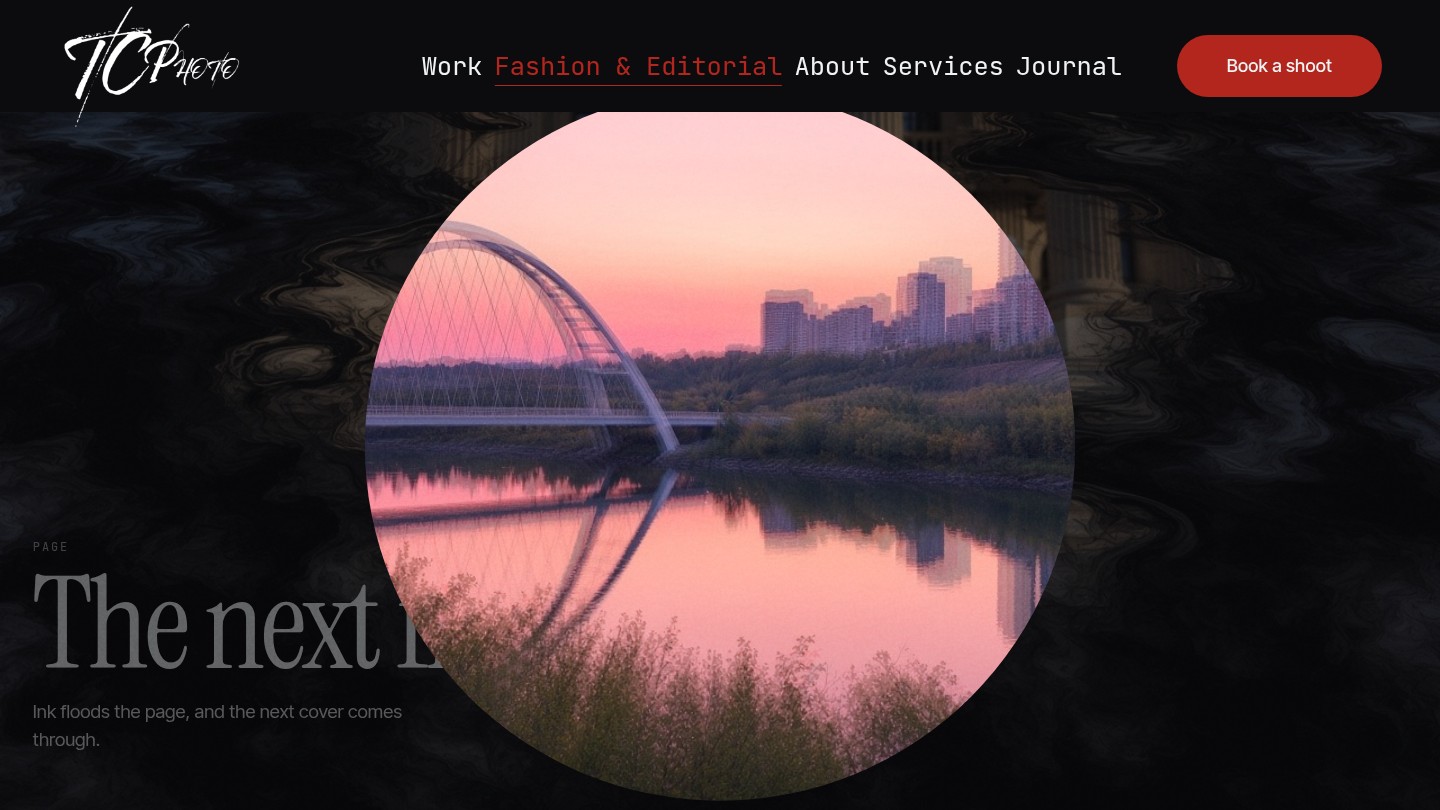 TCPHOTO
Work Fashion & Editorial About Services Journal
Book a shoot
PAGE
The next
Ink floods the page, and the next cover comes
through.